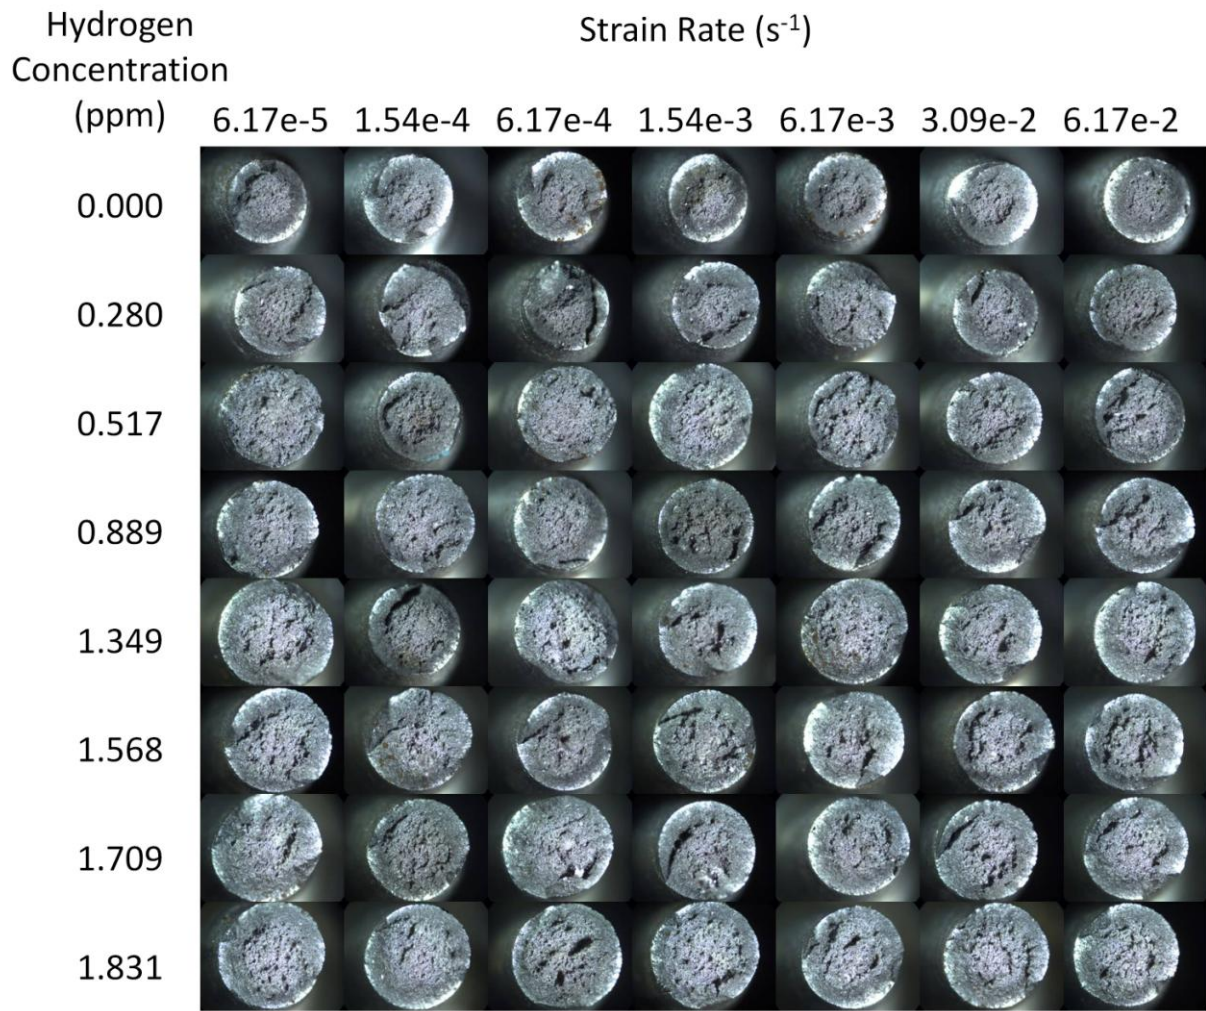 Hydrogen
Concentration
(ppm)
Strain Rate (s-1)
6.17e-5 1.54e-4 6.17e-4 1.54e-3 6.17e-3 3.09e-2 6.17e-2
0.000
0.280
0.517
0.889
1.349
1.568
1.709
1.831